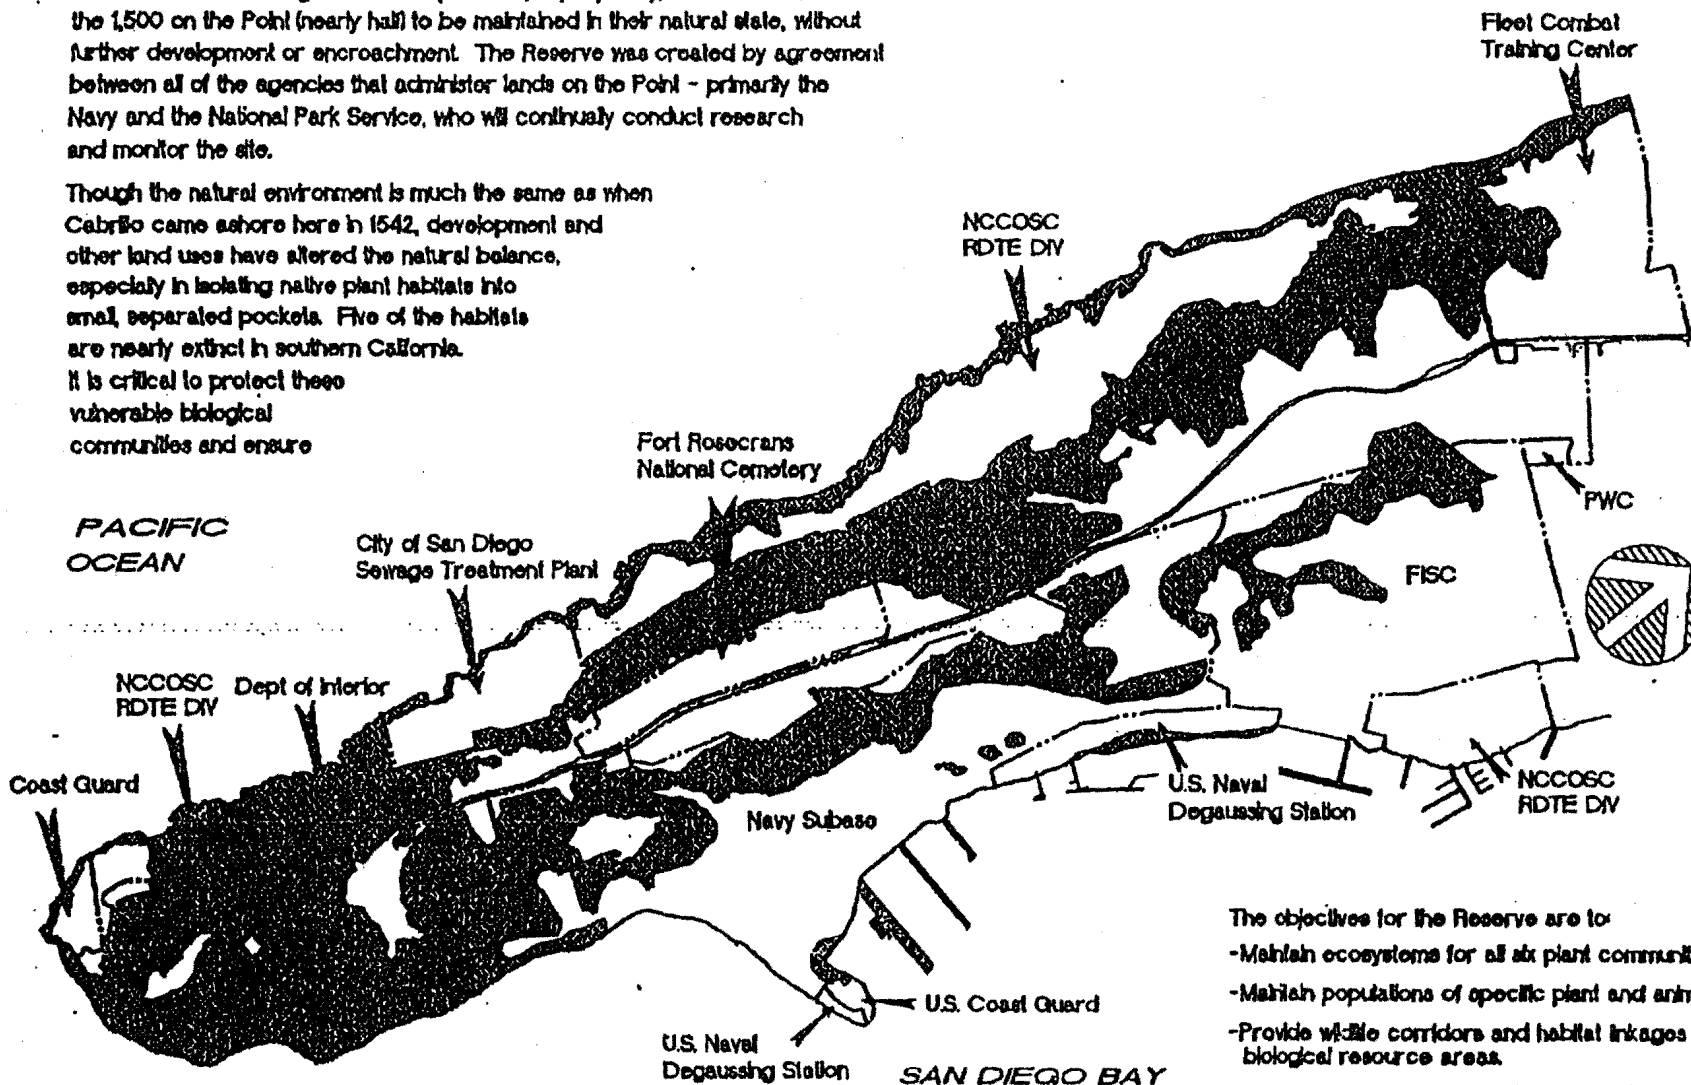 the 1,500 on the Point (nearly half) to be maintained in their natural state, without
further development or encroachment. The Reserve was created by agreement
between all of the agencies that administer lands on the Point - primarily the
Navy and the National Park Service, who will continually conduct research
and monitor the site.
Though the natural environment is much the same as when
Cabrillo came ashore here in 1542, development and
other land uses have altered the natural balance,
especially in isolating native plant habitats into
small, separated pockets. Five of the habitats
are nearly extinct in southern California.
It is critical to protect these
vulnerable biological
communities and ensure
Fleet Combat
Training Center
NCCOSC
RDTE DIV
Fort Rosecrans
National Cemetery
PACIFIC
OCEAN
City of San Diego
Sewage Treatment Plant
PWC
FISC
NCCOSC
RDTE DIV
Dept of Interior
Coast Guard
Navy Subase
U.S. Naval
Degaussing Station
NCCOSC
RDTE DIV
U.S. Coast Guard
U.S. Naval
Degaussing Station
SAN DIEGO BAY
The objectives for the Reserve are to:
-Maintain ecosystems for all six plant
-Maintain populations of specific plant and
-Provide wildlife corridors and habitat linkages
biological resource areas.